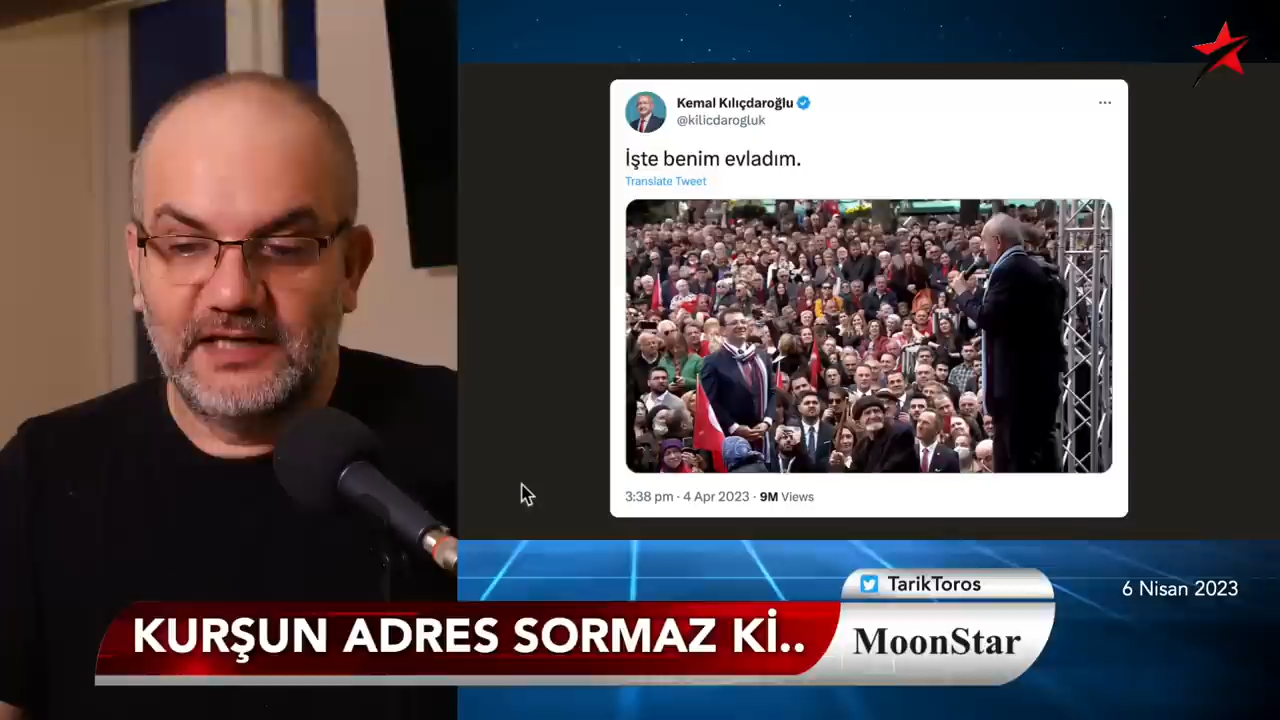 Kemal Kılıçdaroğlu
@kilicdarogluk
İşte benim evladım.
Translate Tweet
3:38 pm · 4 Apr 2023 · 9M Views
TarikToros
6 Nisan 2023
KURŞUN ADRES SORMAZ Kİ..
MoonStar